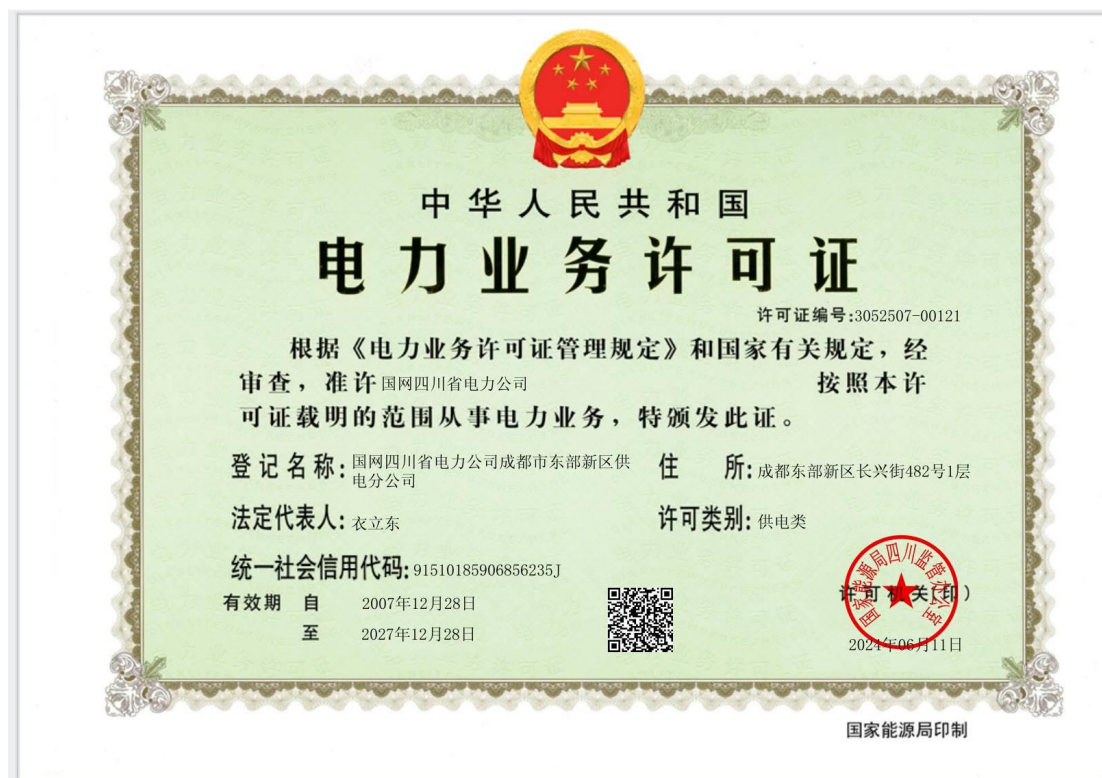 中华人民共和国
电力业务许可证
许可证编号:3052507-00121
根据《电力业务许可证管理规定》和国家有关规定，经
审查，准许国网四川省电力公司 按照本许
可证载明的范围从事电力业务，特颁发此证。
登记名称:国网四川省电力公司成都市东部新区供
电分公司
住 所:成都东部新区长兴街482号1层
法定代表人:衣立东
许可类别:供电类
统一社会信用代码:91510185906856235J
有效期 自 2007年12月28日
至 2027年12月28日
国家能源局四川监管办公室
许可机关(印)
2024年06月11日
国家能源局印制